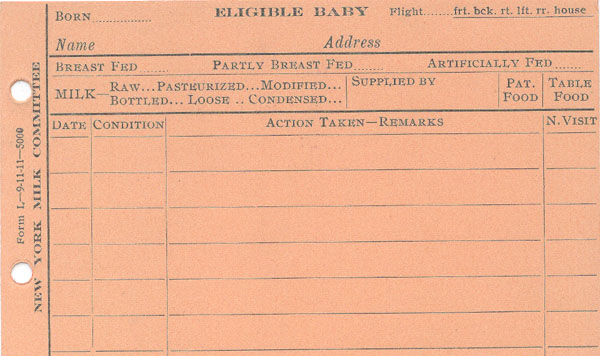 BORN........... ELIGIBLE BABY Flight.......frt. bck. rt. lft. rr. house
Name Address
BREAST FED....... PARTLY BREAST FED....... ARTIFICIALLY FED.........
MILK— RAW...PASTEURIZED...MODIFIED... SUPPLIED BY PAT. FOOD TABLE FOOD
BOTTLED... LOOSE .. CONDENSED...
DATE CONDITION ACTION TAKEN—REMARKS N. VISIT
Form L—9-11-11—5000
NEW YORK MILK COMMITTEE